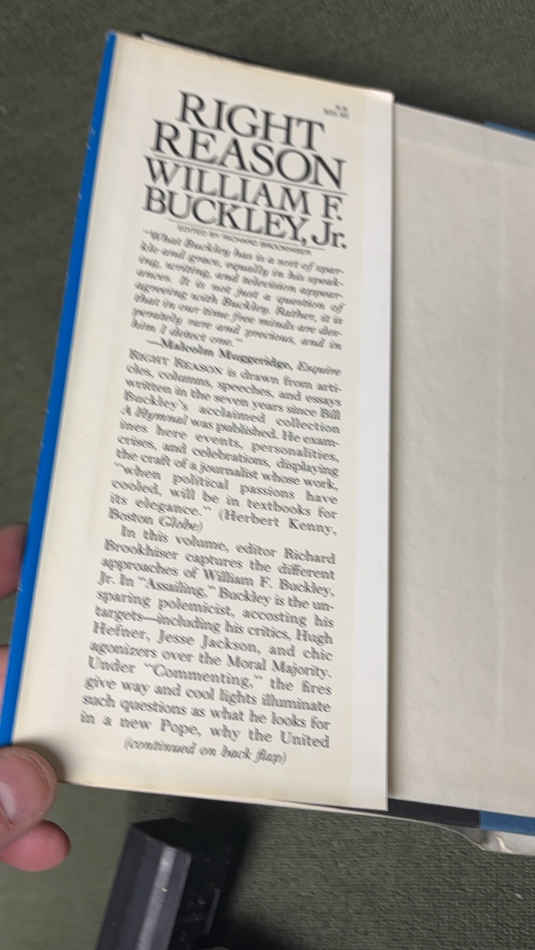 RIGHT
REASON
WILLIAM F.
BUCKLEY, Jr.
EDITED BY RICHARD BROOKHISER
"What Buckley has is a sort of spar-
kle and grace, equally in his speak-
ing, writing, and television appear-
ances. It is not just a question of
agreeing with Buckley. Rather, it is
that in our time free minds are des-
perately rare and precious, and in
him I detect one."
—Malcolm Muggeridge, Esquire
RIGHT REASON is drawn from arti-
cles, columns, speeches, and essays
written in the seven years since Bill
Buckley's acclaimed collection
A Hymnal was published. He exam-
ines here events, personalities,
crises, and celebrations, displaying
the craft of a journalist whose work,
"when political passions have
cooled, will be in textbooks for
its elegance." (Herbert Kenny,
Boston Globe)
In this volume, editor Richard
Brookhiser captures the different
approaches of William F. Buckley,
Jr. In "Assailing," Buckley is the un-
sparing polemicist, accosting his
targets—including his critics, Hugh
Hefner, Jesse Jackson, and chic
agonizers over the Moral Majority.
Under "Commenting," the fires
give way and cool lights illuminate
such questions as what he looks for
in a new Pope, why the United
(continued on back flap)